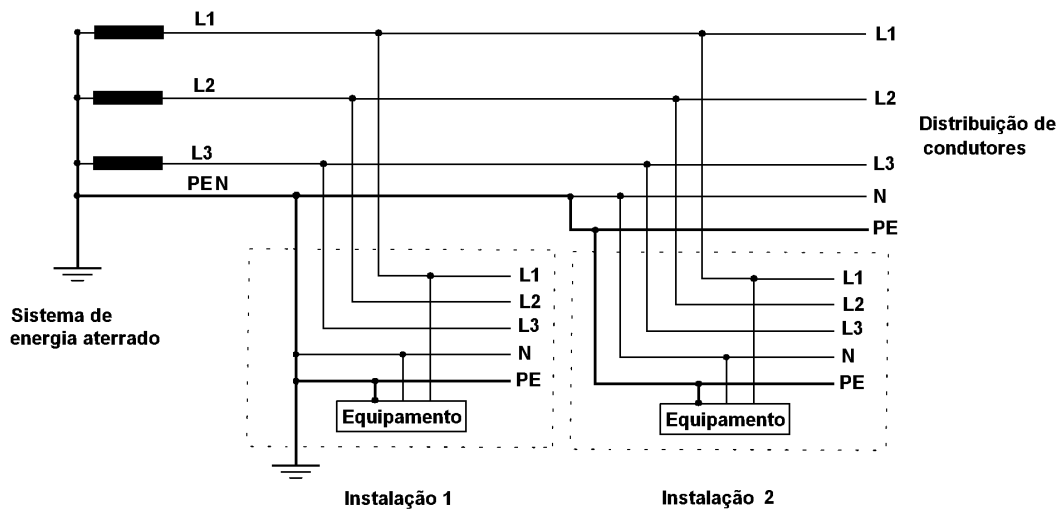 L1
L1
L2
L2
Distribuição de
condutores
L3
L3
PEN
N
PE
Sistema de
energia aterrado
L1
L2
L3
N
PE
Equipamento
Instalação 1
L1
L2
L3
N
PE
Equipamento
Instalação 2